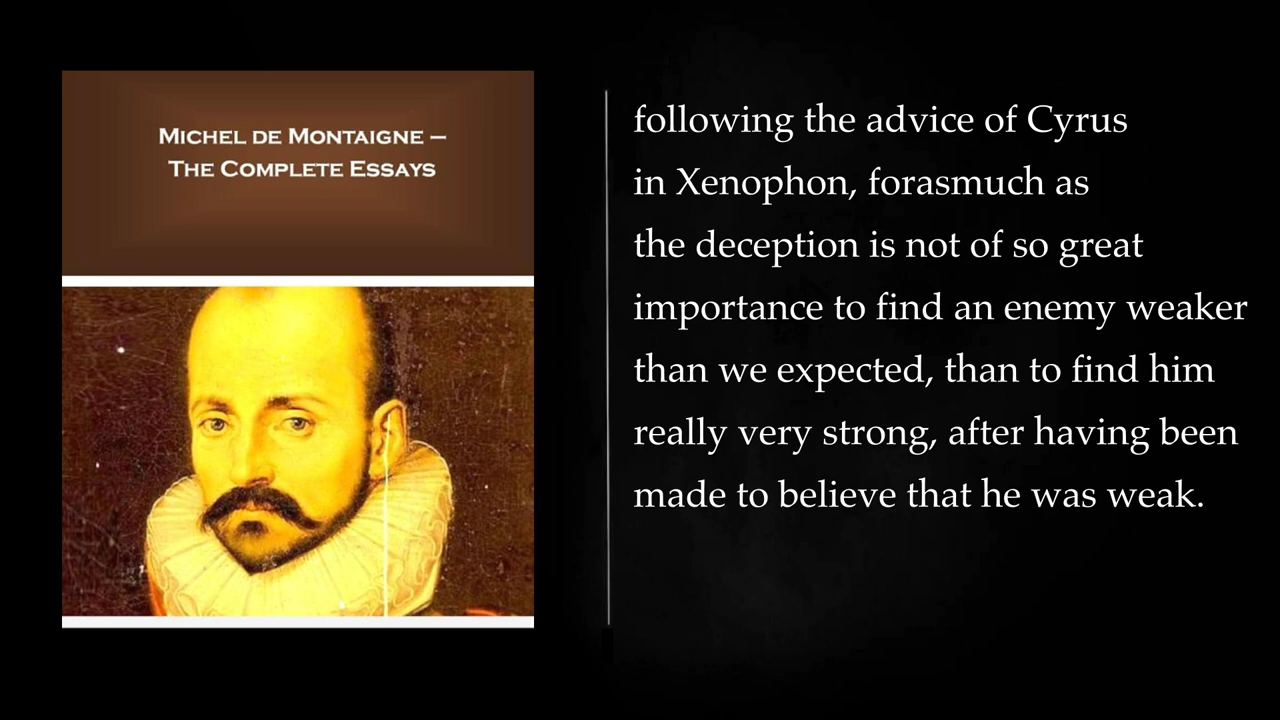 MICHEL DE MONTAIGNE –
THE COMPLETE ESSAYS
following the advice of Cyrus
in Xenophon, forasmuch as
the deception is not of so great
importance to find an enemy weaker
than we expected, than to find him
really very strong, after having been
made to believe that he was weak.